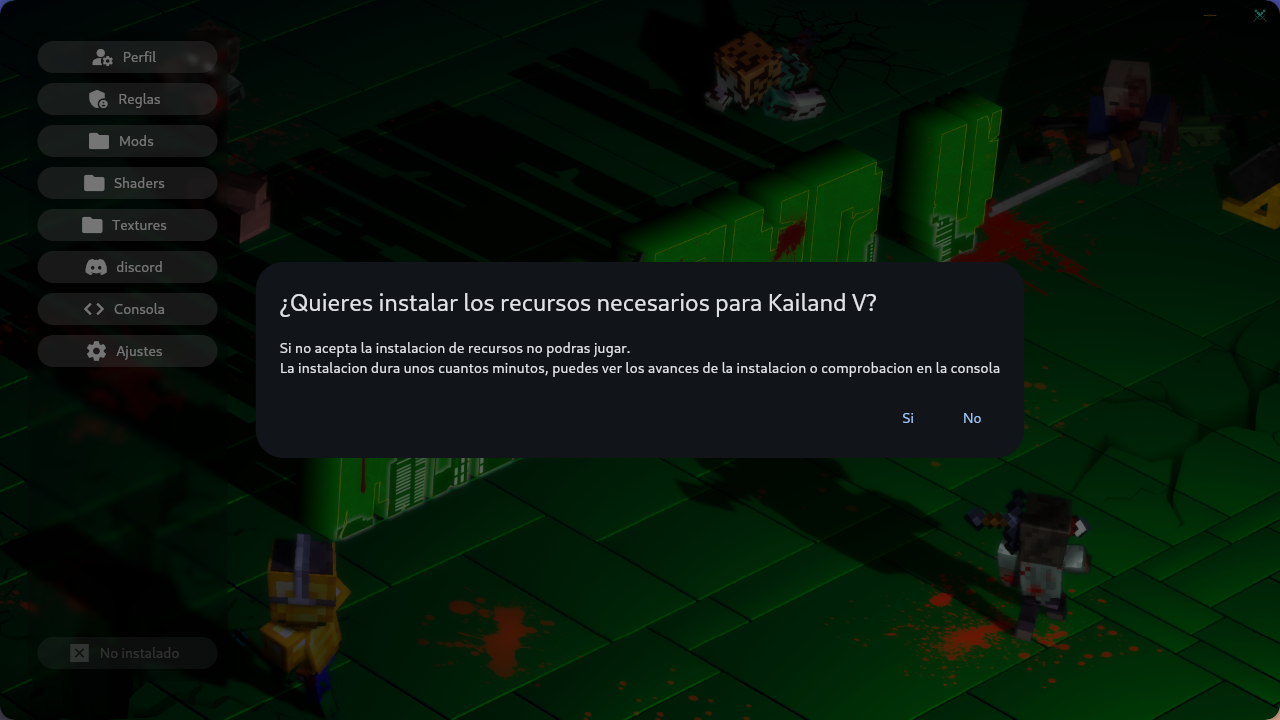 Perfil
Reglas
Mods
Shaders
Textures
discord
Consola
Ajustes
¿Quieres instalar los recursos necesarios para Kailand V?
Si no acepta la instalacion de recursos no podras jugar.
La instalacion dura unos cuantos minutos, puedes ver los avances de la instalacion o comprobacion en la consola
Si
No
No instalado